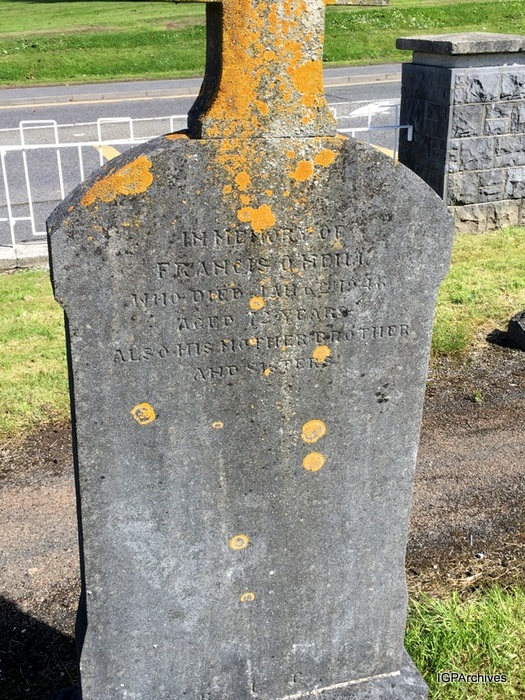 IN MEMORY OF
FRANCIS O'NEILL
WHO DIED
AGED YEARS
ALSO HIS MOTHER BROTHER
AND SISTERS
IGPArchives